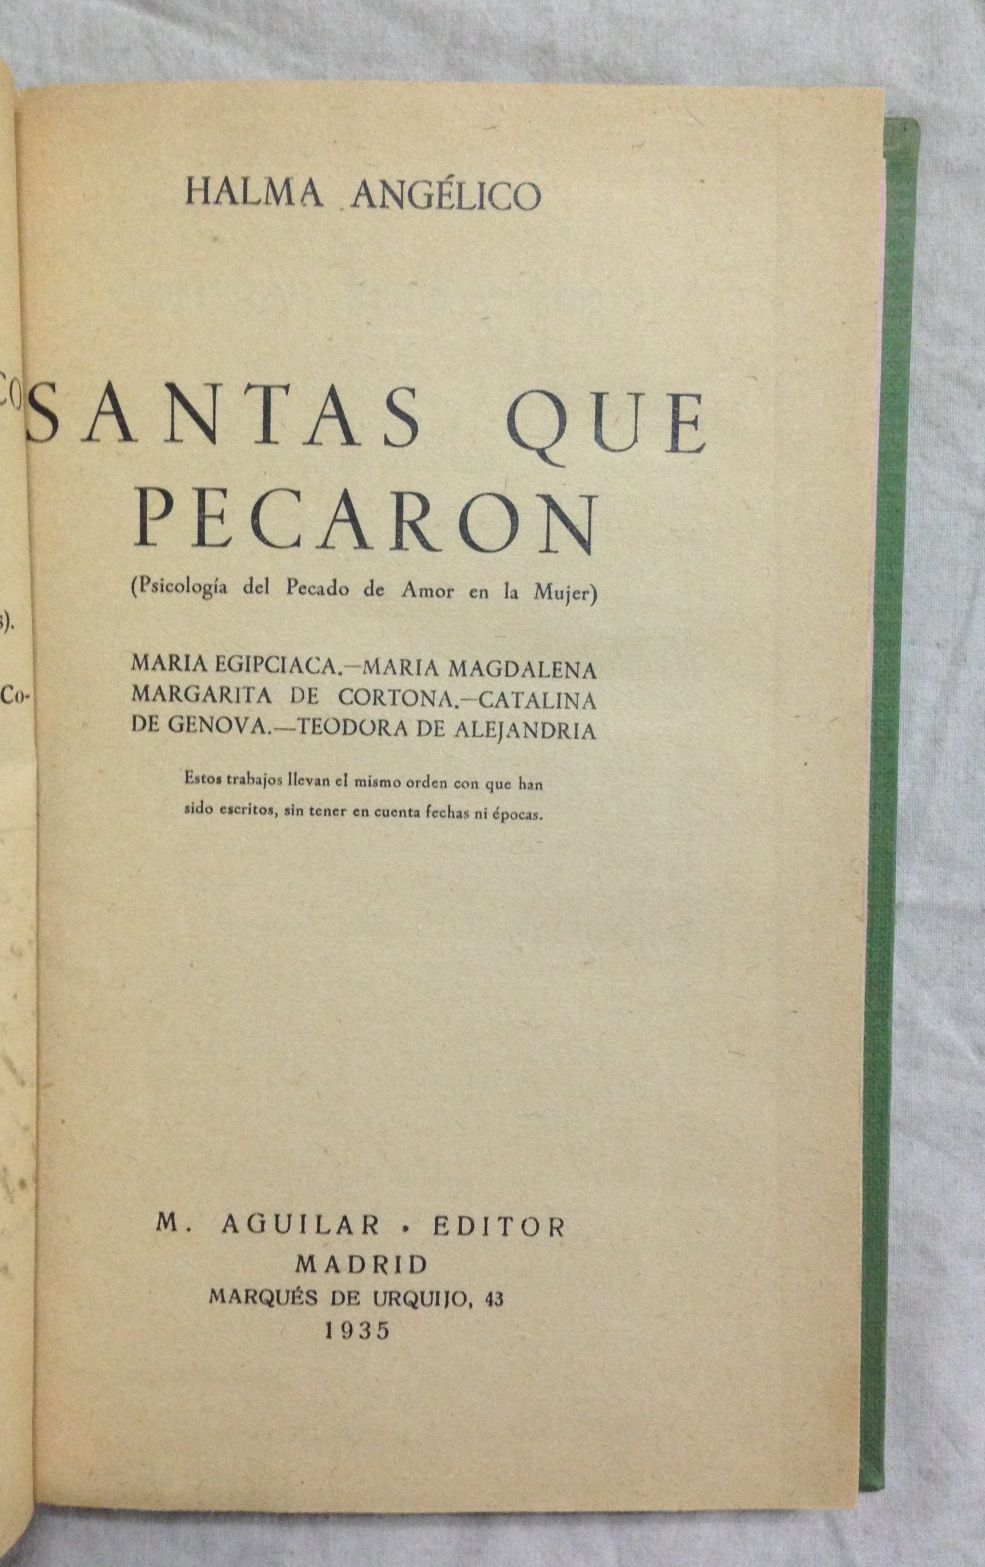 HALMA ANGÉLICO
SANTAS QUE
PECARON
(Psicología del Pecado de Amor en la Mujer)
MARIA EGIPCIACA.—MARIA MAGDALENA
MARGARITA DE CORTONA.—CATALINA
DE GENOVA.—TEODORA DE ALEJANDRIA
Estos trabajos llevan el mismo orden con que han
sido escritos, sin tener en cuenta fechas ni épocas.
M. AGUILAR • EDITOR
MADRID
MARQUÉS DE URQUIJO, 43
1935